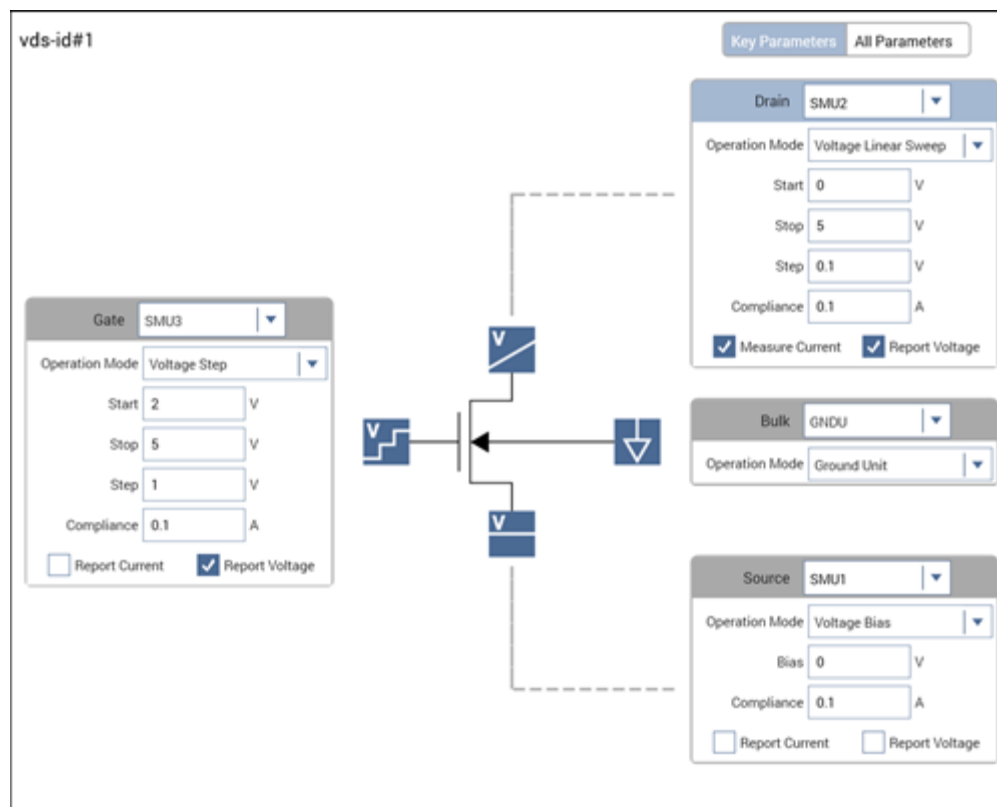 vds-id#1
Key Parameters All Parameters
Drain SMU2
Operation Mode Voltage Linear Sweep
Start 0 V
Stop 5 V
Step 0.1 V
Compliance 0.1 A
Measure Current Report Voltage
Gate SMU3
Operation Mode Voltage Step
Start 2 V
Stop 5 V
Step 1 V
Compliance 0.1 A
Report Current Report Voltage
V
V
V
Bulk GNDU
Operation Mode Ground Unit
Source SMU1
Operation Mode Voltage Bias
Bias 0 V
Compliance 0.1 A
Report Current Report Voltage